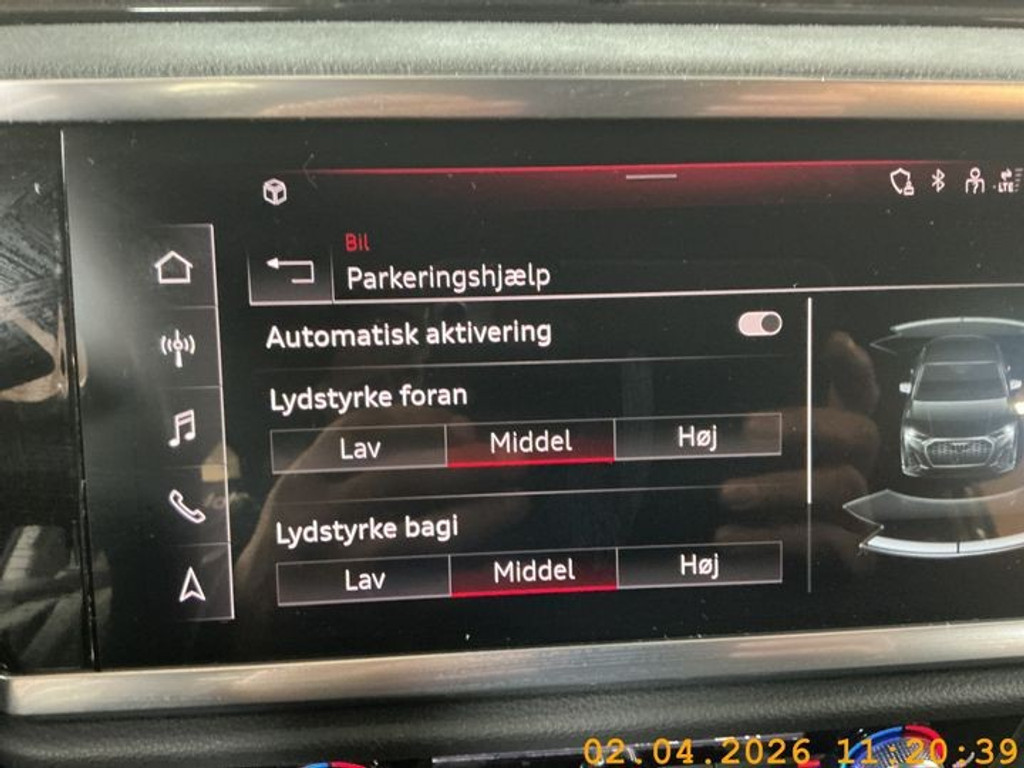 LTE
Bil
Parkeringshjælp
Automatisk aktivering
Lydstyrke foran
Lav Middel Høj
Lydstyrke bagi
Lav Middel Høj
02.04.2026 11:20:39